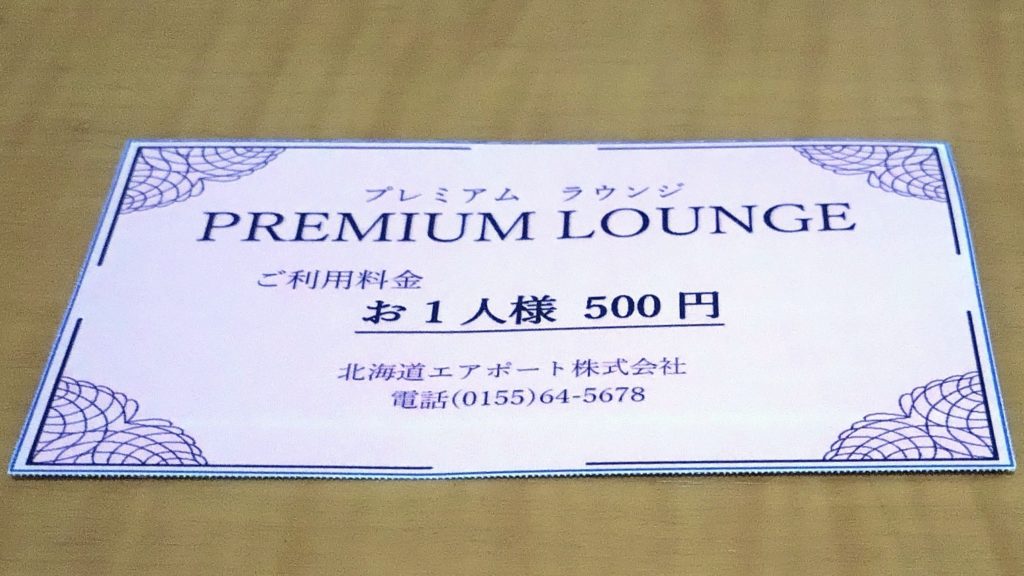 プレミアム ラウンジ
PREMIUM LOUNGE
ご利用料金
お1人様 500円
北海道エアポート株式会社
電話(0155)64-5678